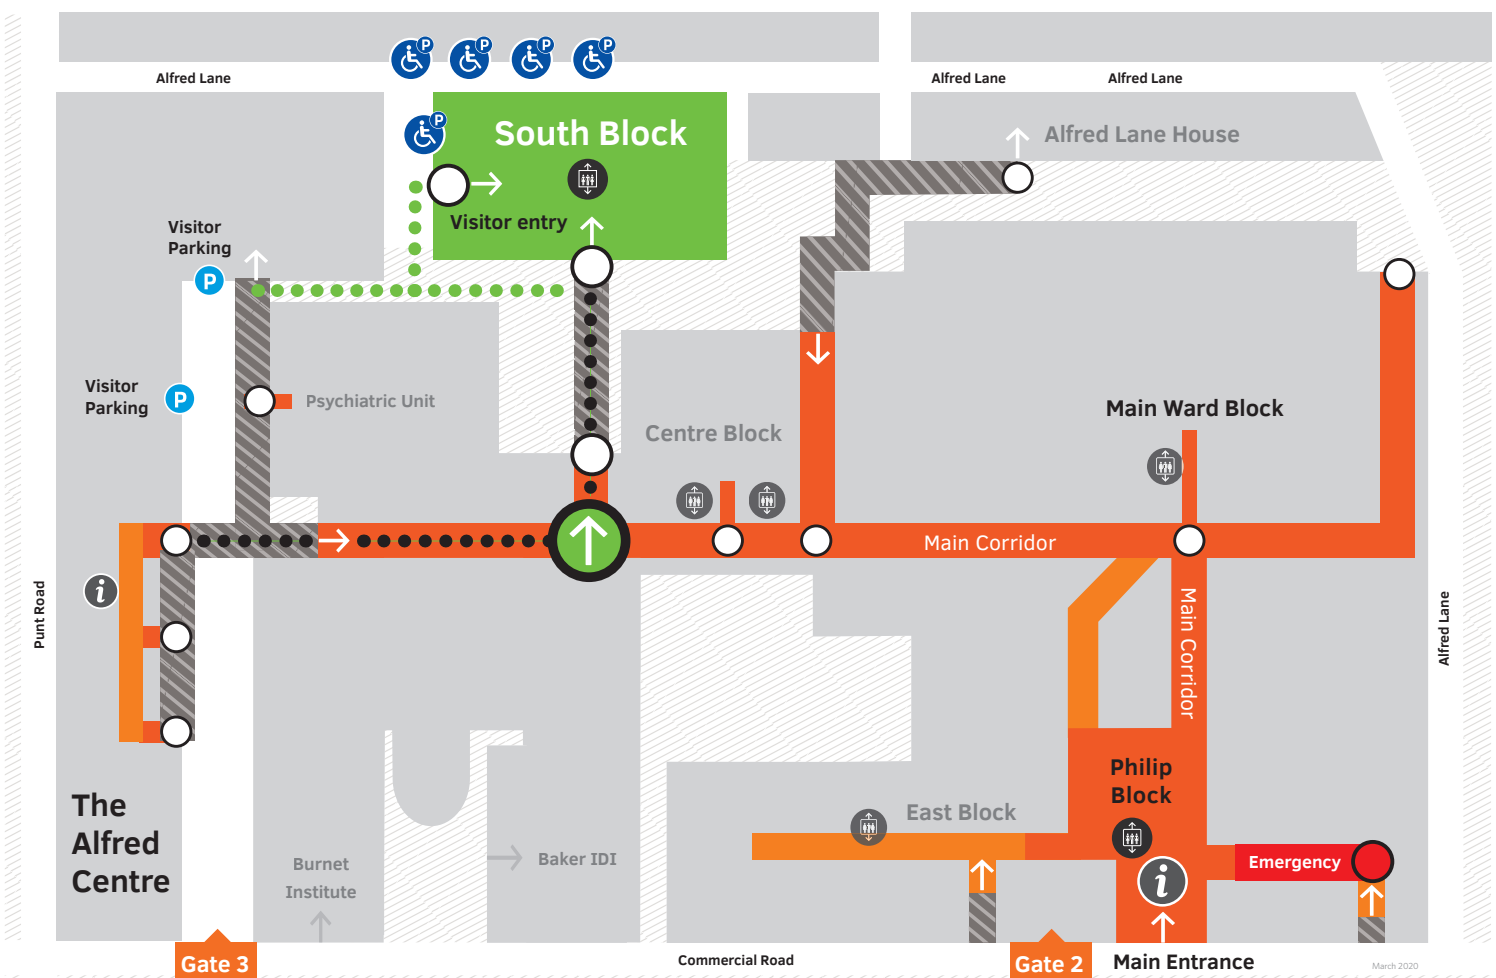 P
P
P
P
Alfred Lane
Alfred Lane
Alfred Lane
P
South Block
Alfred Lane House
Visitor entry
Visitor
Parking
P
Visitor
Parking
P
Psychiatric Unit
Centre Block
Main Ward Block
Main Corridor
i
Punt Road
Main Corridor
Alfred Lane
Philip
Block
The
Alfred
Centre
East Block
Burnet
Institute
Baker IDI
Emergency
i
Gate 3
Commercial Road
Gate 2
Main Entrance
March 2020